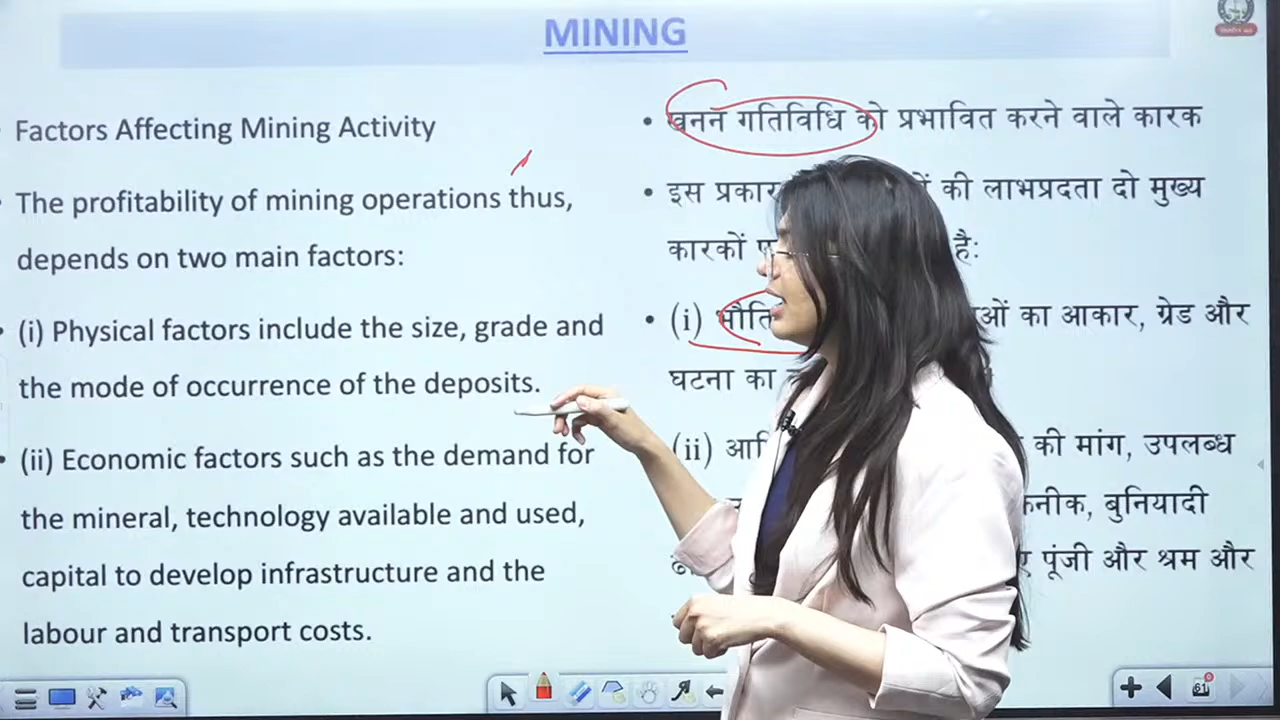 MINING
Factors Affecting Mining Activity
The profitability of mining operations thus,
depends on two main factors:
(i) Physical factors include the size, grade and
the mode of occurrence of the deposits.
(ii) Economic factors such as the demand for
the mineral, technology available and used,
capital to develop infrastructure and the
labour and transport costs.
• खनन गतिविधि को प्रभावित करने वाले कारक
• इस प्रकार की लाभप्रदता दो मुख्य
कारकों है:
• (i) का आकार, ग्रेड और
घटना का
(ii) की मांग, उपलब्ध
बुनियादी
पूंजी और श्रम और
61